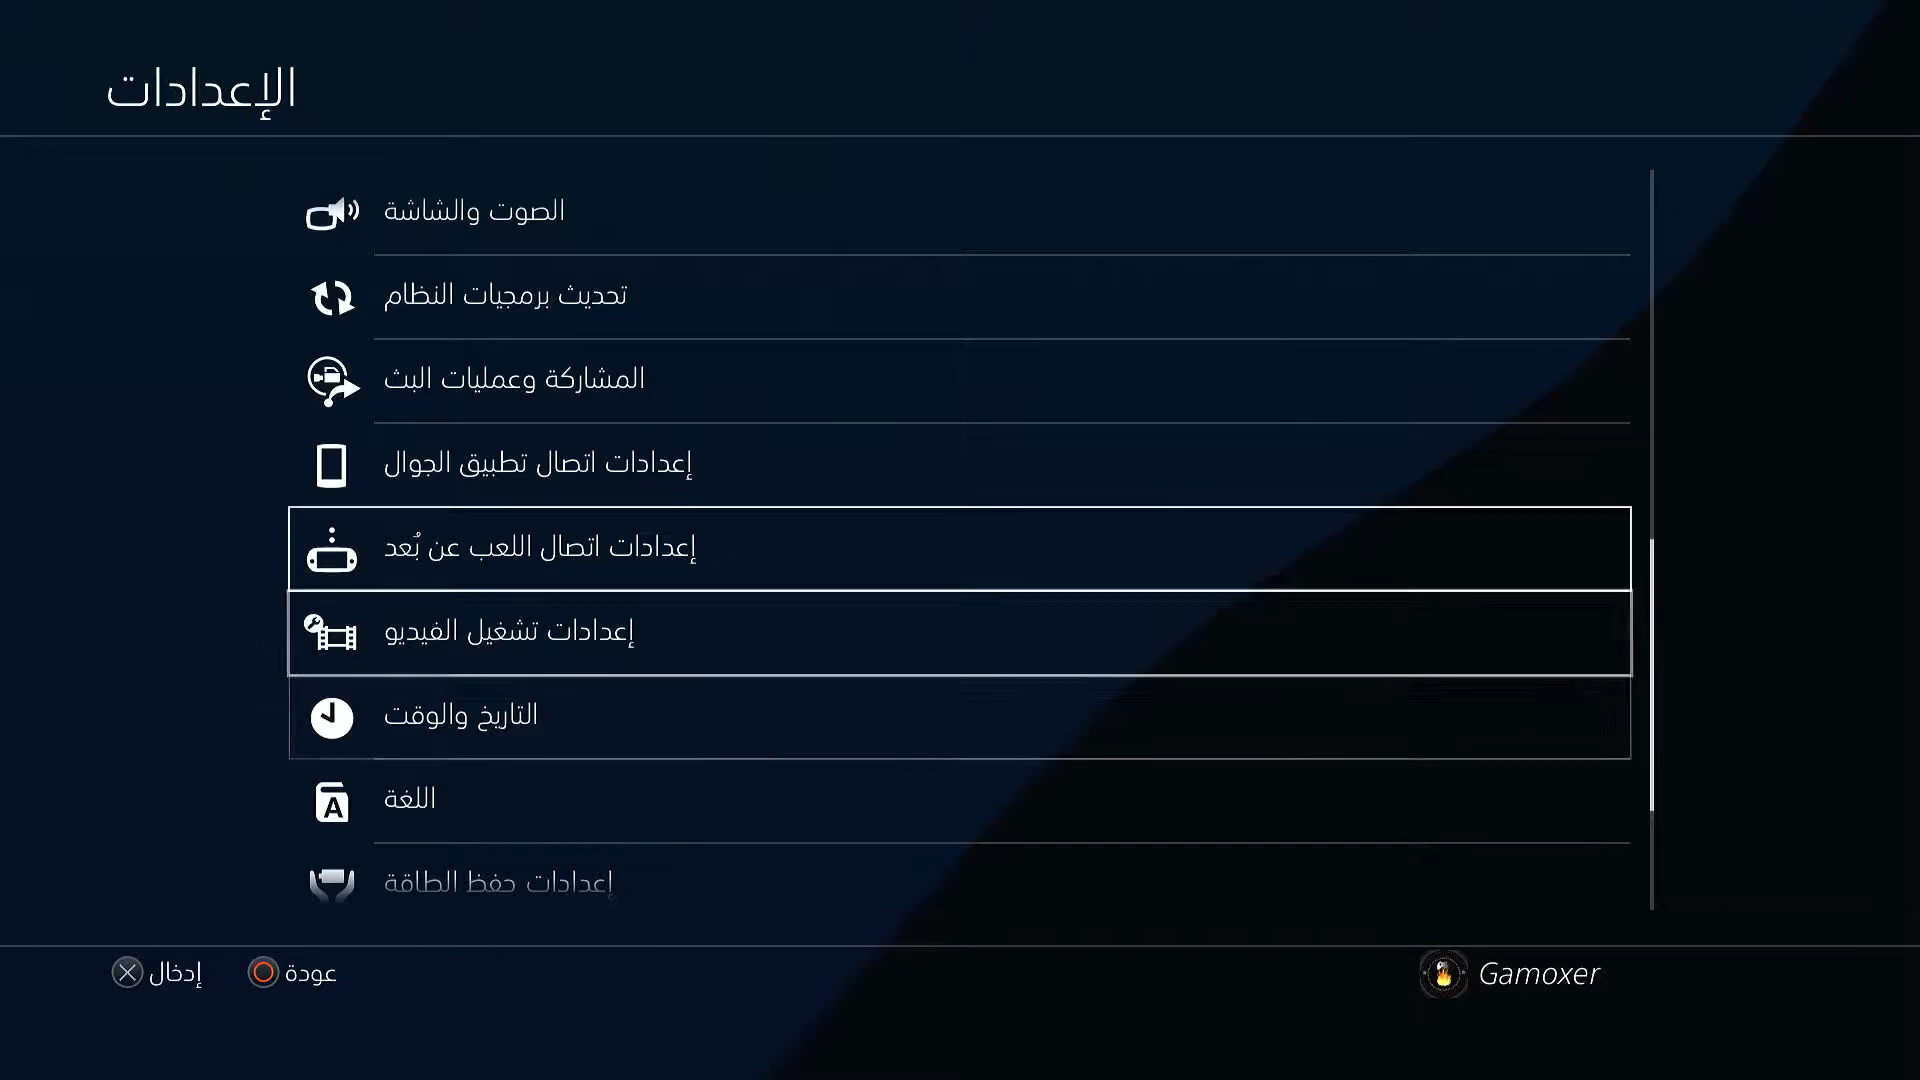 الإعدادات
الصوت والشاشة
تحديث برمجيات النظام
المشاركة وعمليات البث
إعدادات اتصال تطبيق الجوال
إعدادات اتصال اللعب عن بُعد
إعدادات تشغيل الفيديو
التاريخ والوقت
اللغة
إعدادات حفظ الطاقة
إدخال
عودة
Gamoxer